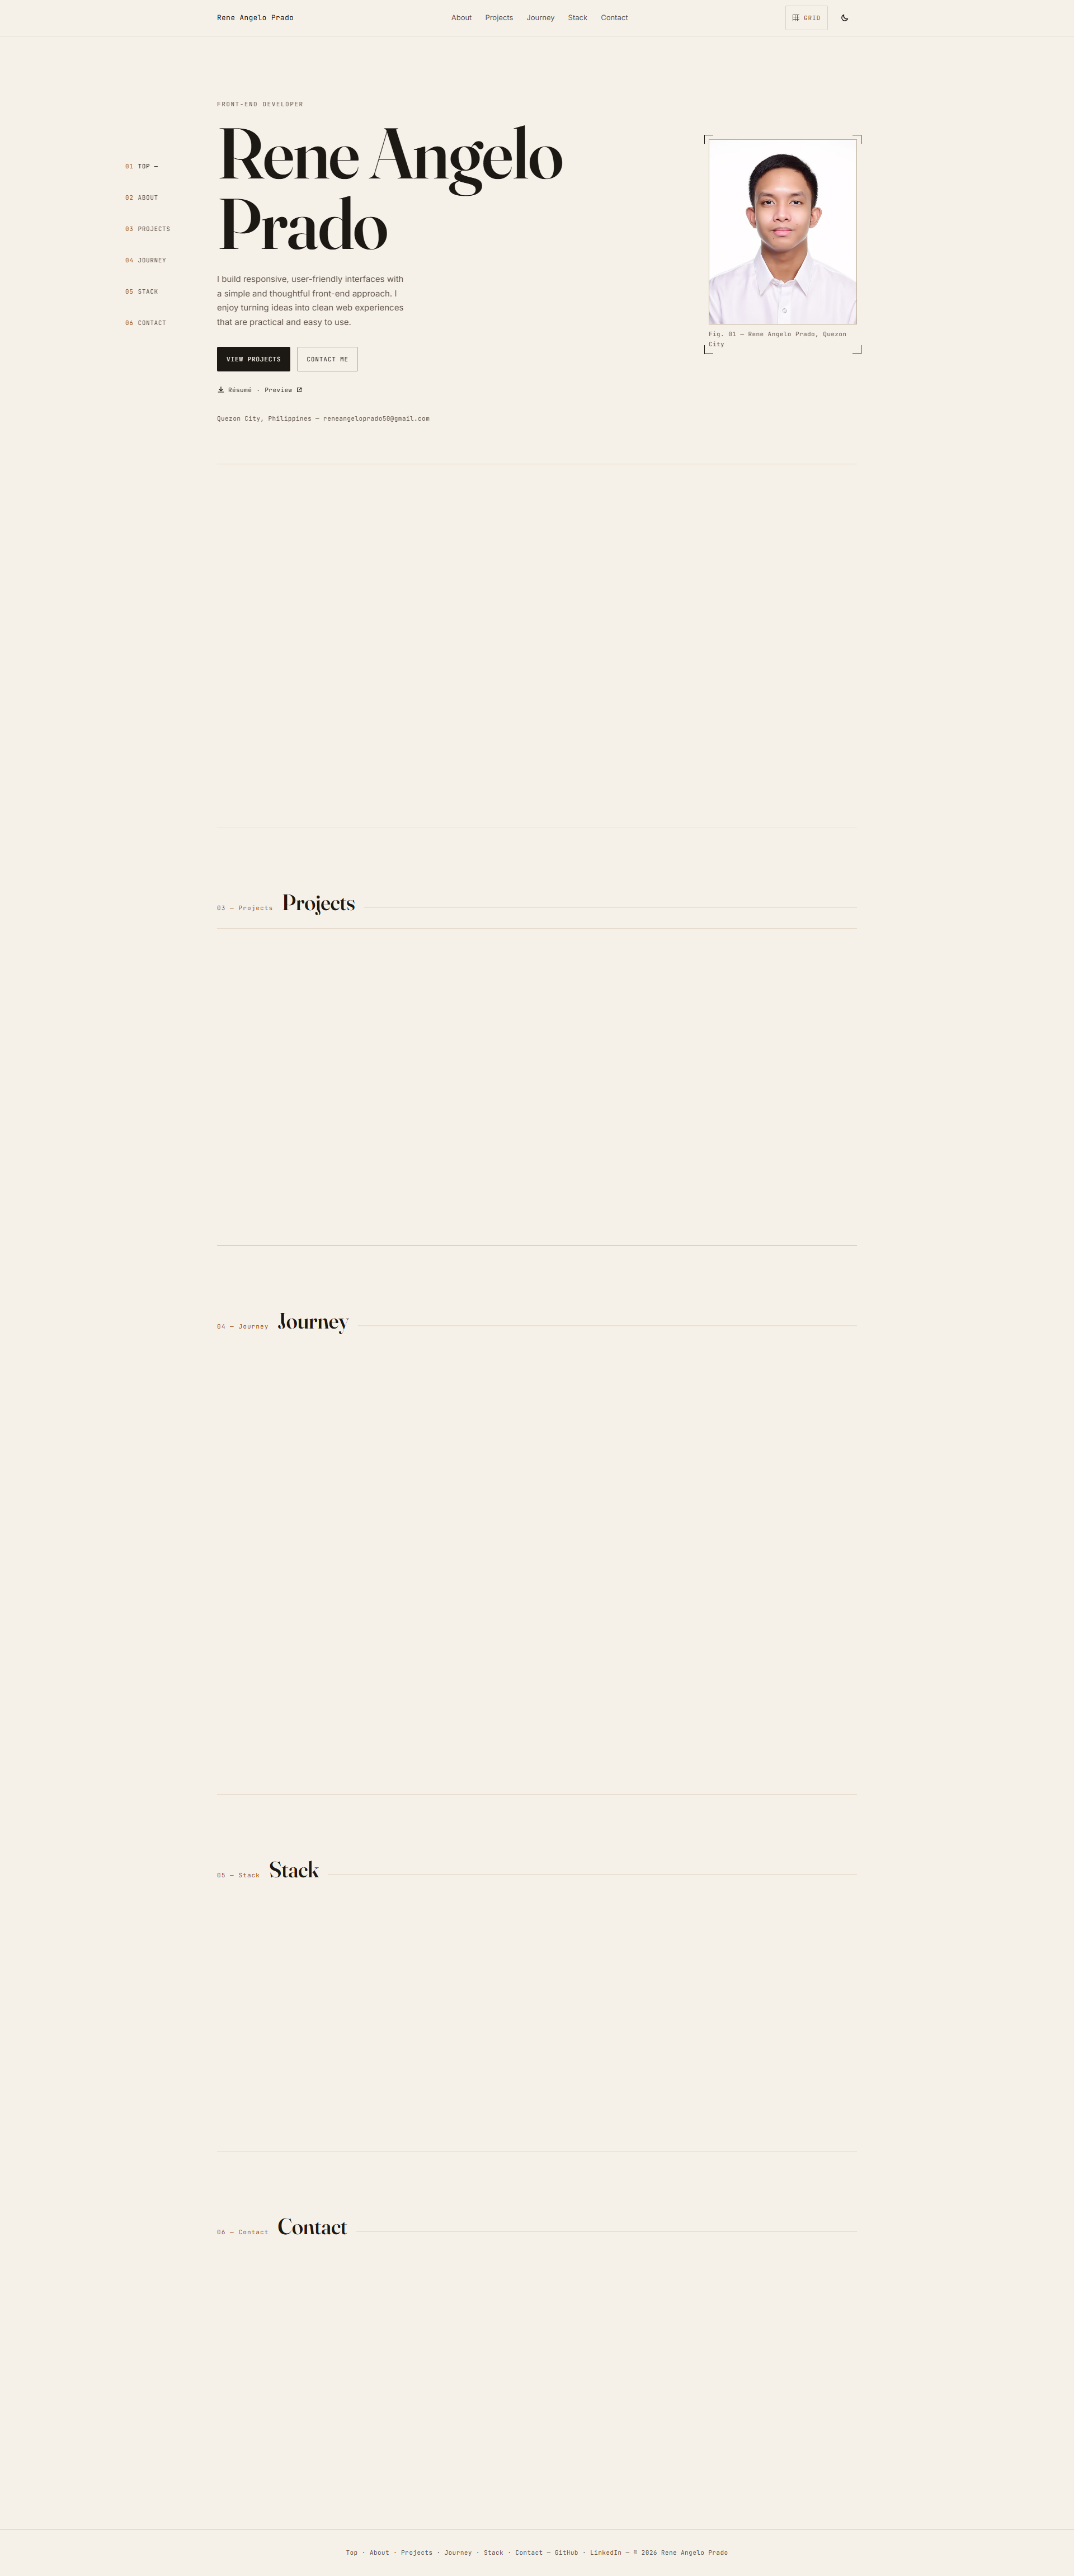 Rene Angelo Prado
About Projects Journey Stack Contact
GRID
FRONT-END DEVELOPER
Rene Angelo
Prado
01 TOP —
02 ABOUT
03 PROJECTS
04 JOURNEY
05 STACK
06 CONTACT
I build responsive, user-friendly interfaces with
a simple and thoughtful front-end approach. I
enjoy turning ideas into clean web experiences
that are practical and easy to use.
VIEW PROJECTS CONTACT ME
Résumé · Preview
Quezon City, Philippines — reneangeloprado50@gmail.com
Fig. 01 — Rene Angelo Prado, Quezon
City
03 — Projects Projects
04 — Journey Journey
05 — Stack Stack
06 — Contact Contact
Top · About · Projects · Journey · Stack · Contact — GitHub · LinkedIn — © 2026 Rene Angelo Prado